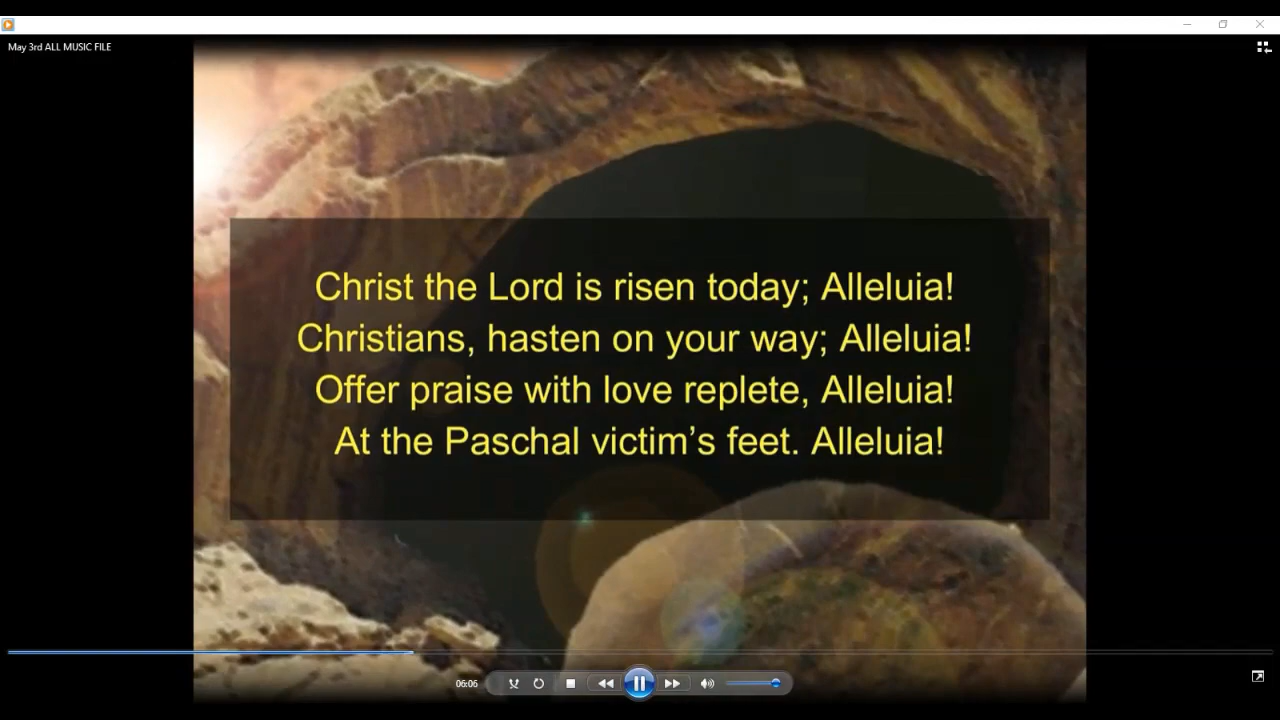 May 3rd ALL MUSIC FILE
Christ the Lord is risen today; Alleluia!
Christians, hasten on your way; Alleluia!
Offer praise with love replete, Alleluia!
At the Paschal victim’s feet. Alleluia!
06:06